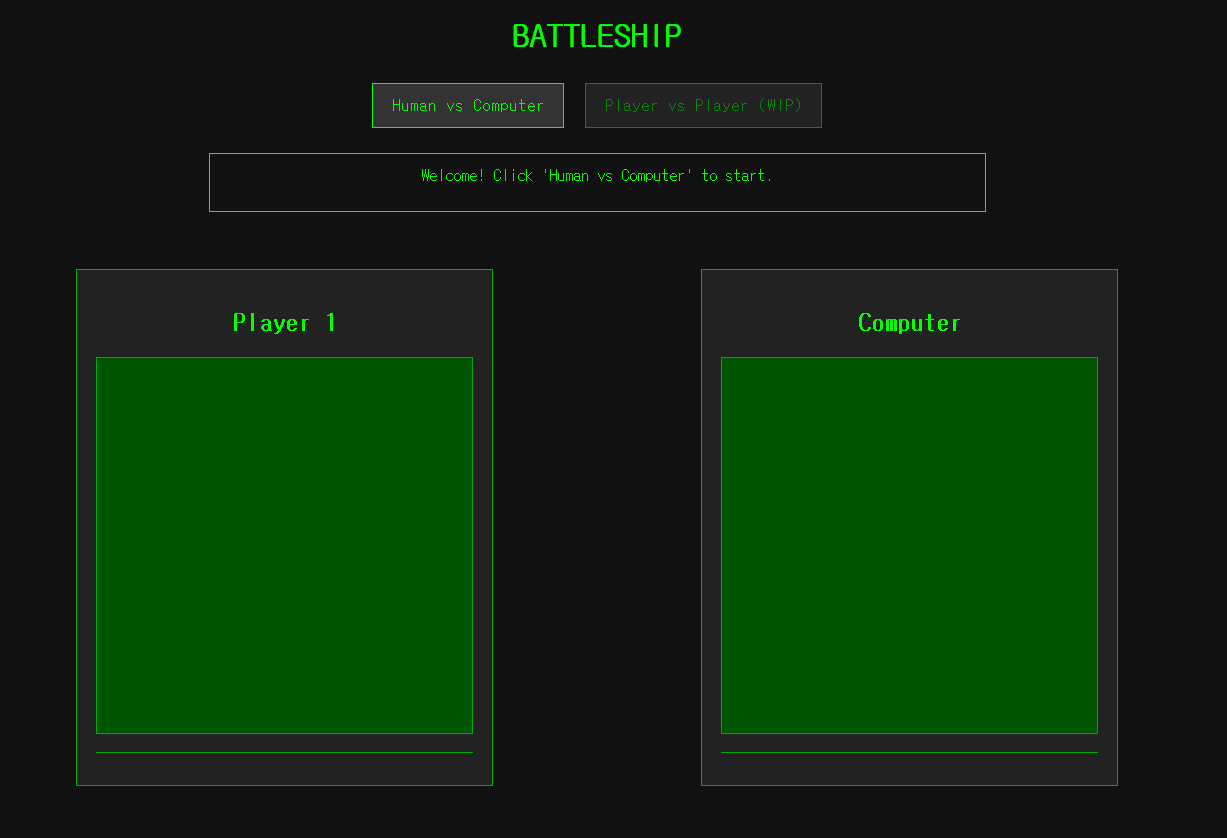 BATTLESHIP
Human vs Computer
Player vs Player (WIP)
Welcome! Click 'Human vs Computer' to start.
Player 1
Computer